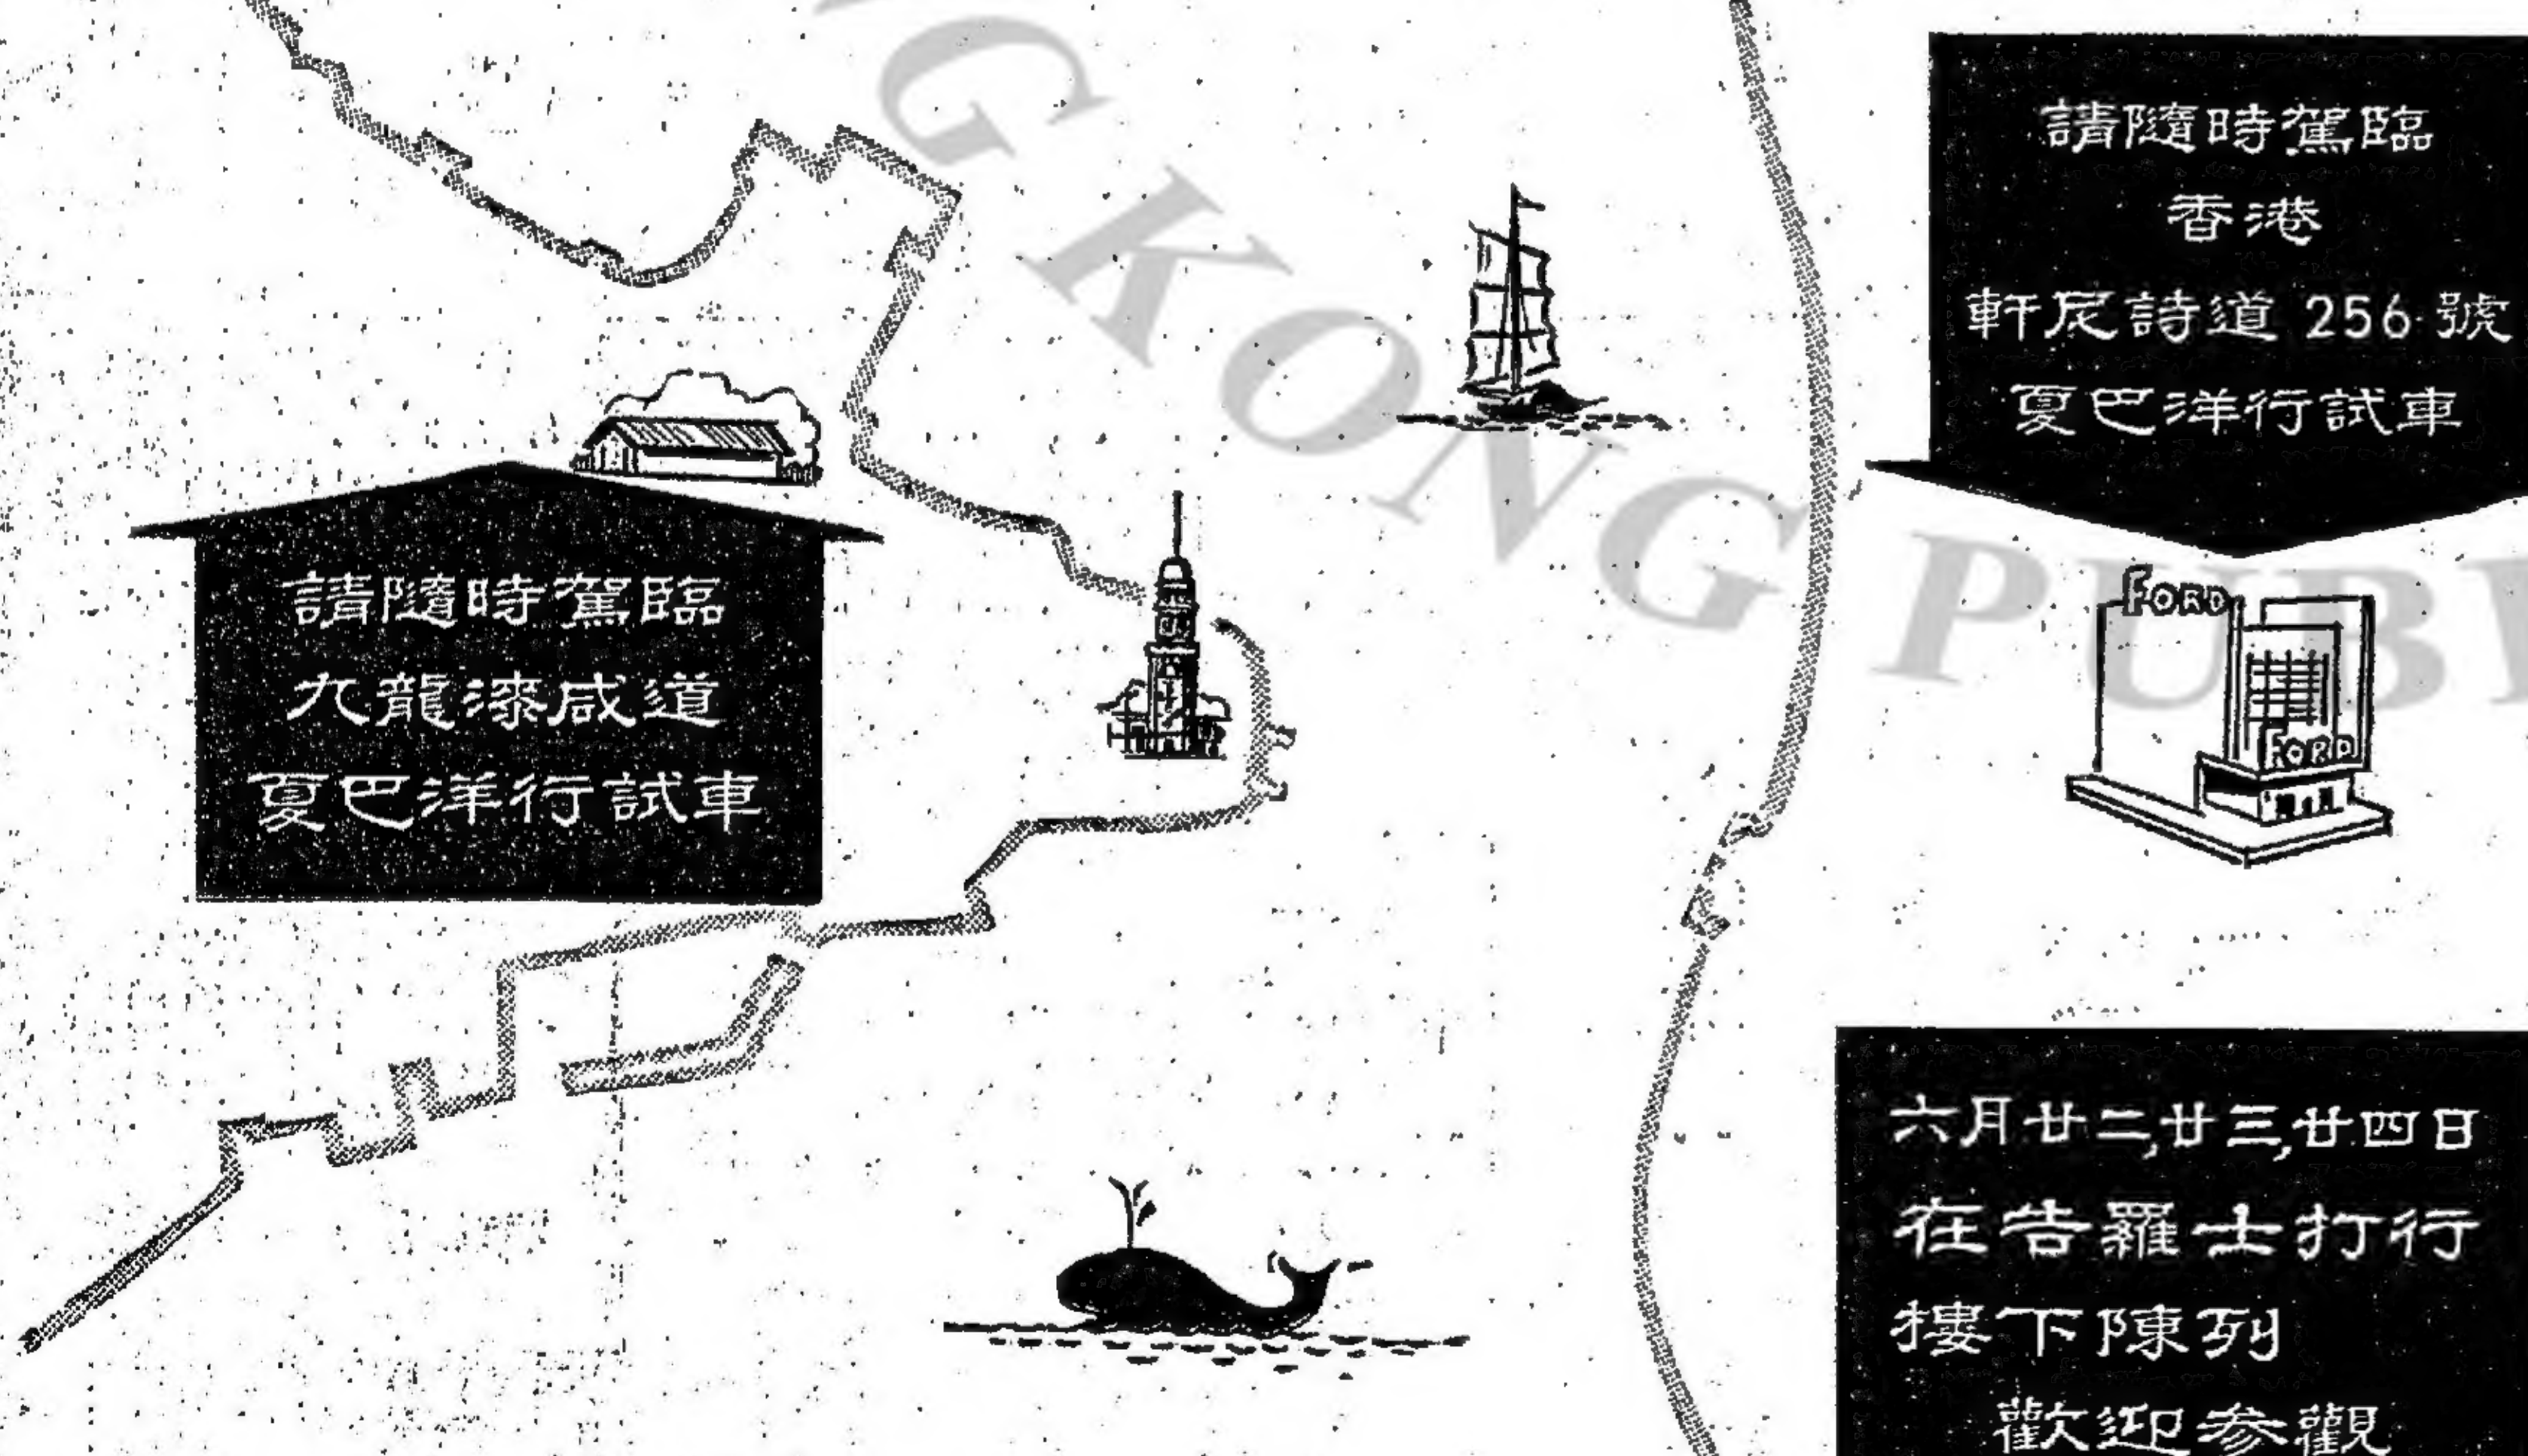 請隨時駕臨
九龍漆咸道
夏巴洋行試車
請隨時駕臨
香港
軒尼詩道 256 號
夏巴洋行試車
FORD
FORD
六月廿二,廿三,廿四日
在告羅士打行
摟下陳列
歡迎參觀
G KONG PUB